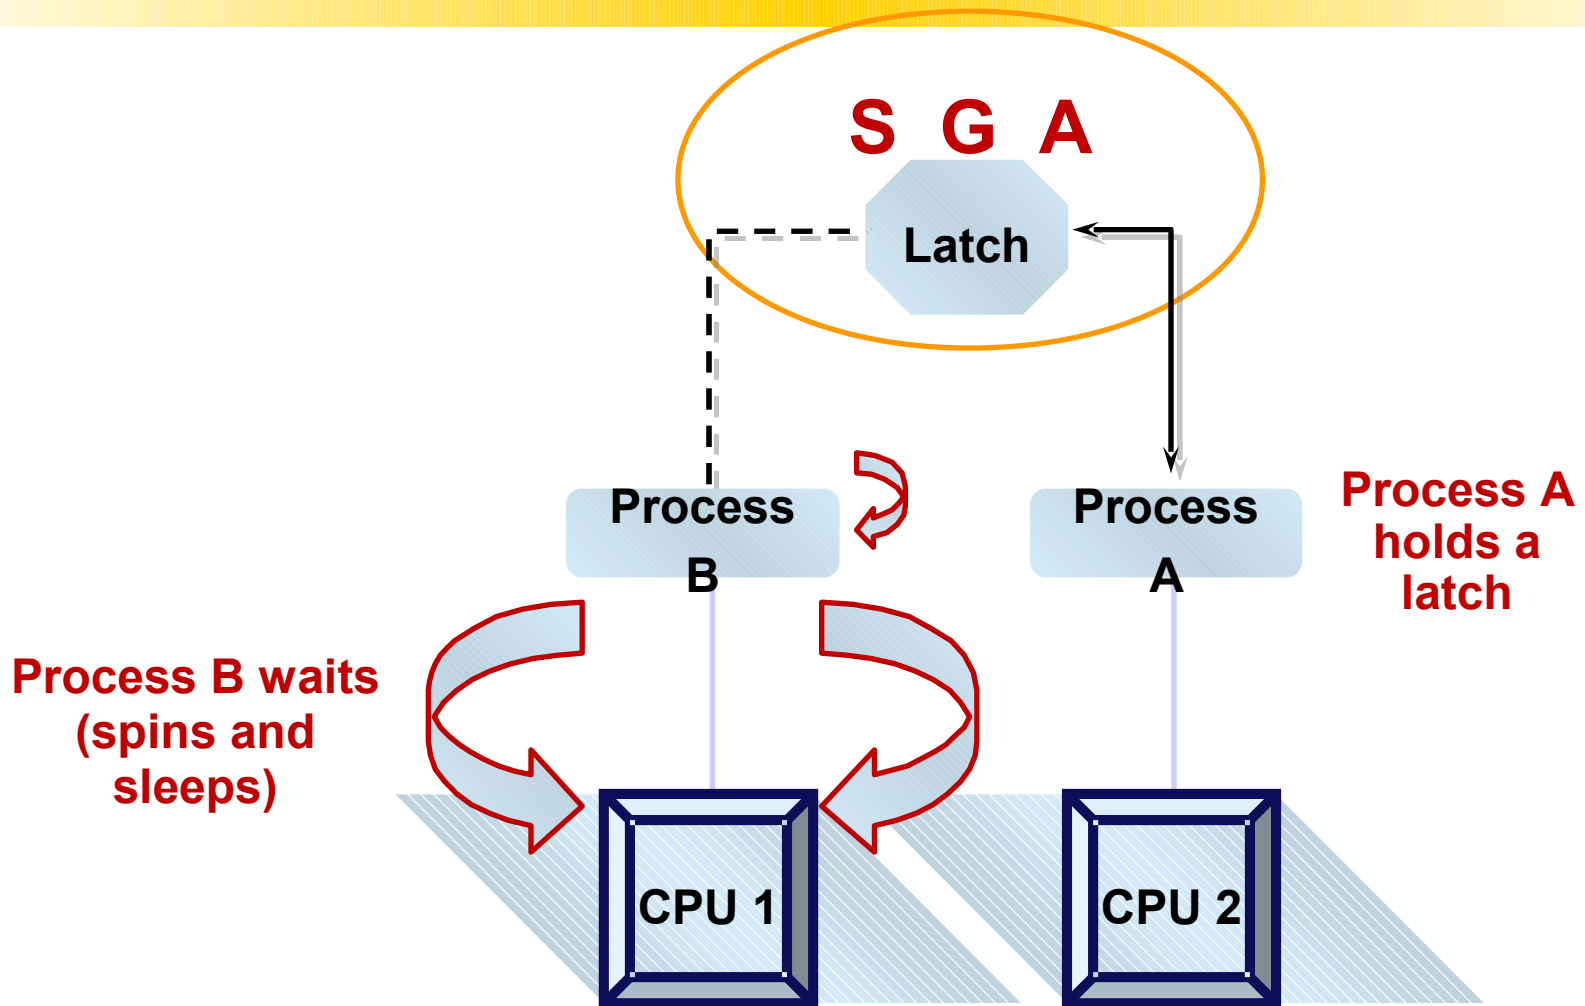 S G A
Latch
Process
B
Process
A
Process A
holds a
latch
Process B waits
(spins and
sleeps)
CPU 1
CPU 2